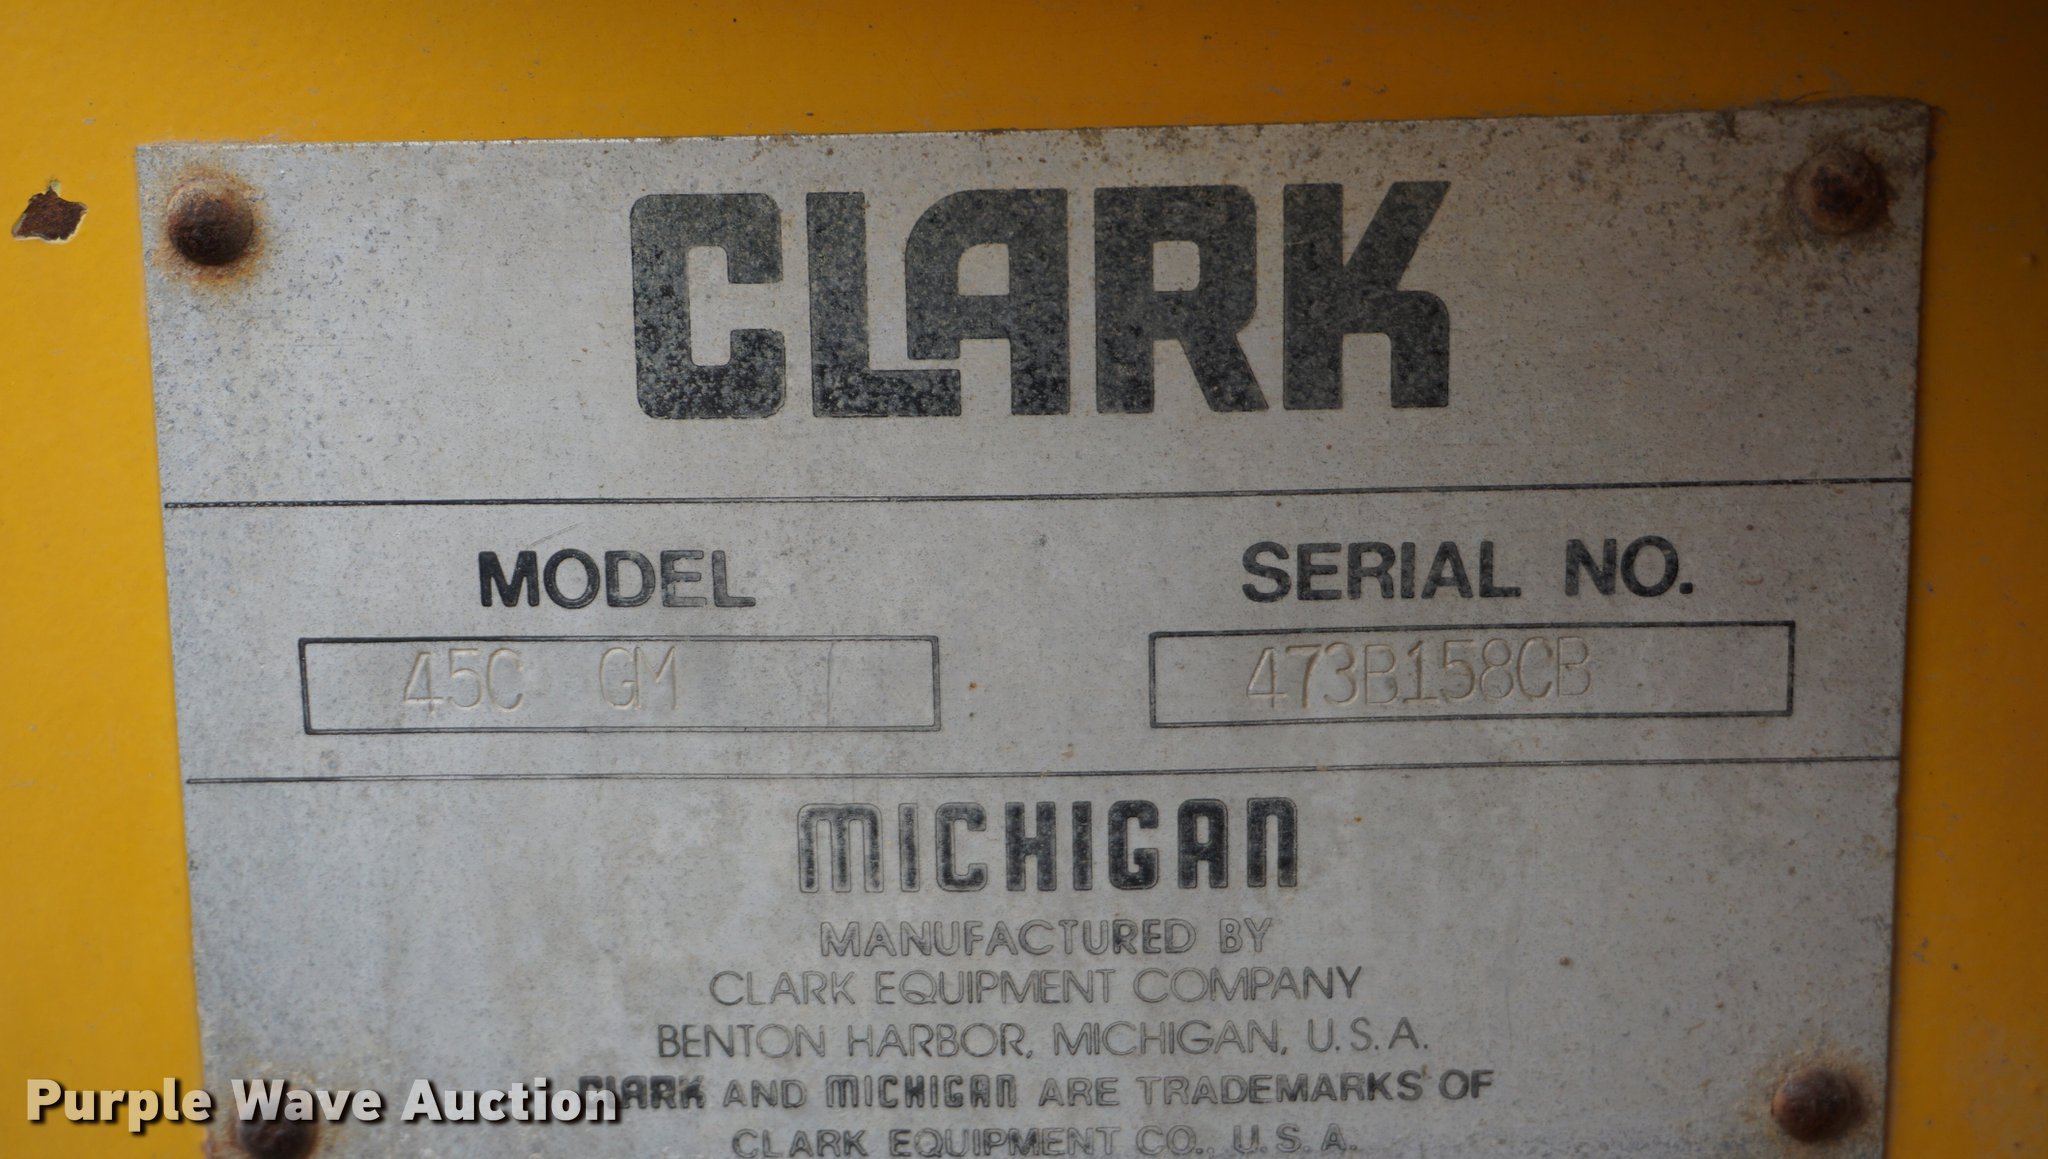 CLARK
MODEL SERIAL NO.
45C GM / 473B158CB
MICHIGAN
MANUFACTURED BY
CLARK EQUIPMENT COMPANY
BENTON HARBOR, MICHIGAN, U.S.A.
CLARK AND MICHIGAN ARE TRADEMARKS OF
CLARK EQUIPMENT CO., U.S.A.
Purple Wave Auction